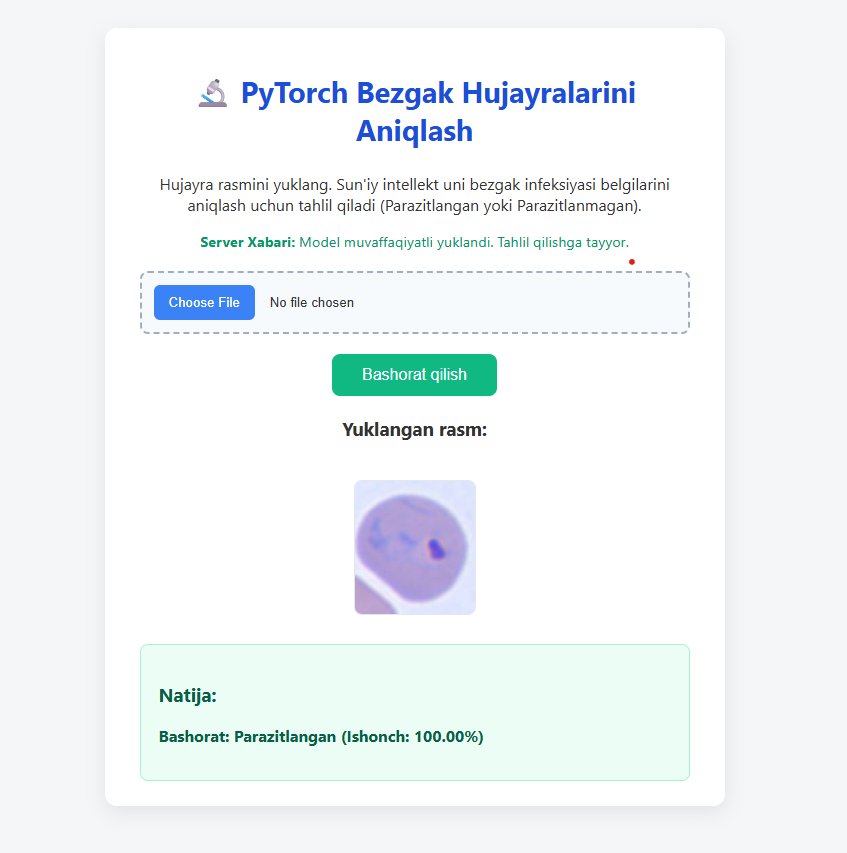 PyTorch Bezgak Hujayralarini
Aniqlash
Hujayra rasmini yuklang. Sun'iy intellekt uni bezgak infeksiyasi belgilarini
aniqlash uchun tahlil qiladi (Parazitlangan yoki Parazitlanmagan).
Server Xabari: Model muvaffaqiyatli yuklandi. Tahlil qilishga tayyor.
Choose File No file chosen
Bashorat qilish
Yuklangan rasm:
Natija:
Bashorat: Parazitlangan (Ishonch: 100.00%)